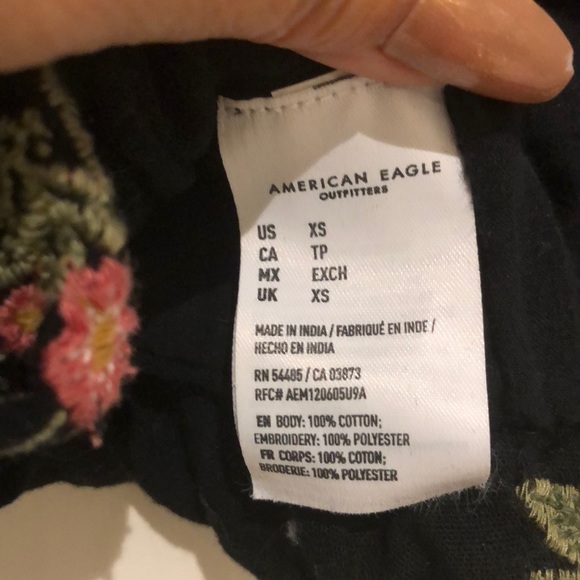 AMERICAN EAGLE
OUTFITTERS
US XS
CA TP
MX EXCH
UK XS
MADE IN INDIA / FABRIQUÉ EN INDE /
HECHO EN INDIA
RN 54485 / CA 03873
RFC# AEM120605U9A
EN BODY: 100% COTTON;
EMBROIDERY: 100% POLYESTER
FR CORPS: 100% COTON;
BRODERIE: 100% POLYESTER